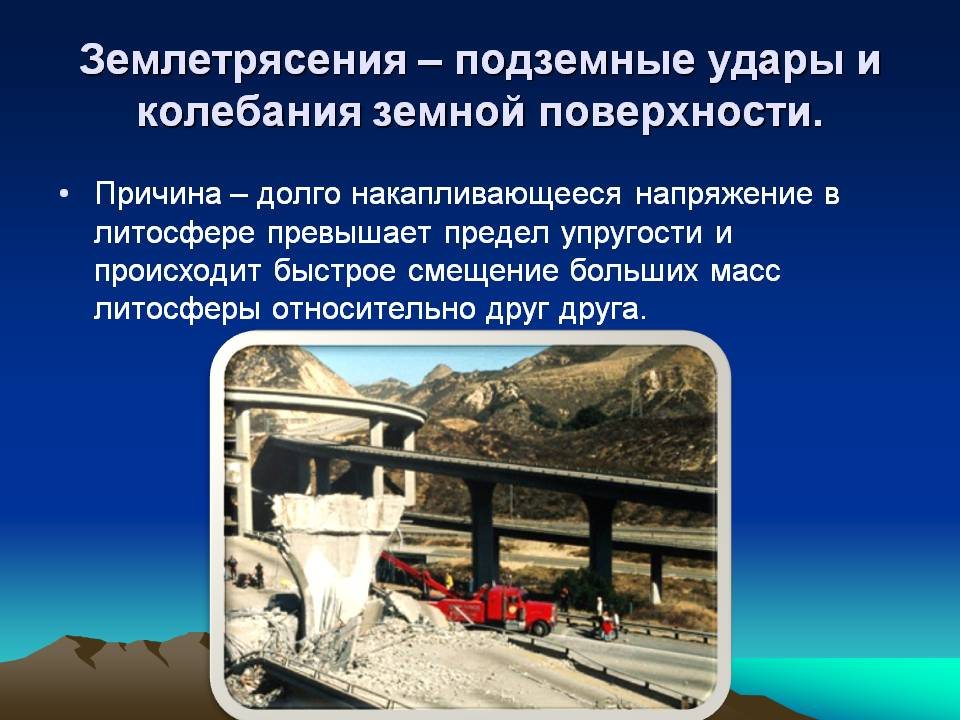 Землетрясения – подземные удары и
колебания земной поверхности.
• Причина – долго накапливающееся напряжение в
литосфере превышает предел упругости и
происходит быстрое смещение больших масс
литосферы относительно друг друга.